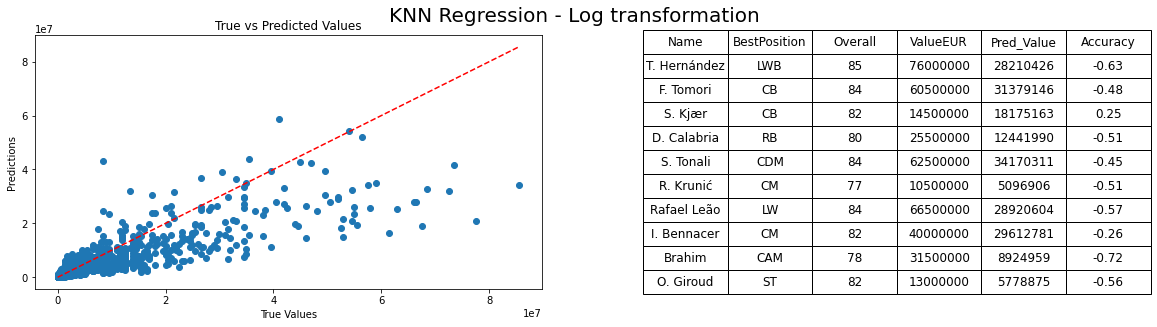 KNN Regression - Log transformation
True vs Predicted Values
1e7
8
6
4
2
0
Predictions
0 2 4 6 8
True Values
1e7
Name BestPosition Overall ValueEUR Pred_Value Accuracy
T. Hernández LWB 85 76000000 28210426 -0.63
F. Tomori CB 84 60500000 31379146 -0.48
S. Kjær CB 82 14500000 18175163 0.25
D. Calabria RB 80 25500000 12441990 -0.51
S. Tonali CDM 84 62500000 34170311 -0.45
R. Krunić CM 77 10500000 5096906 -0.51
Rafael Leão LW 84 66500000 28920604 -0.57
I. Bennacer CM 82 40000000 29612781 -0.26
Brahim CAM 78 31500000 8924959 -0.72
O. Giroud ST 82 13000000 5778875 -0.56